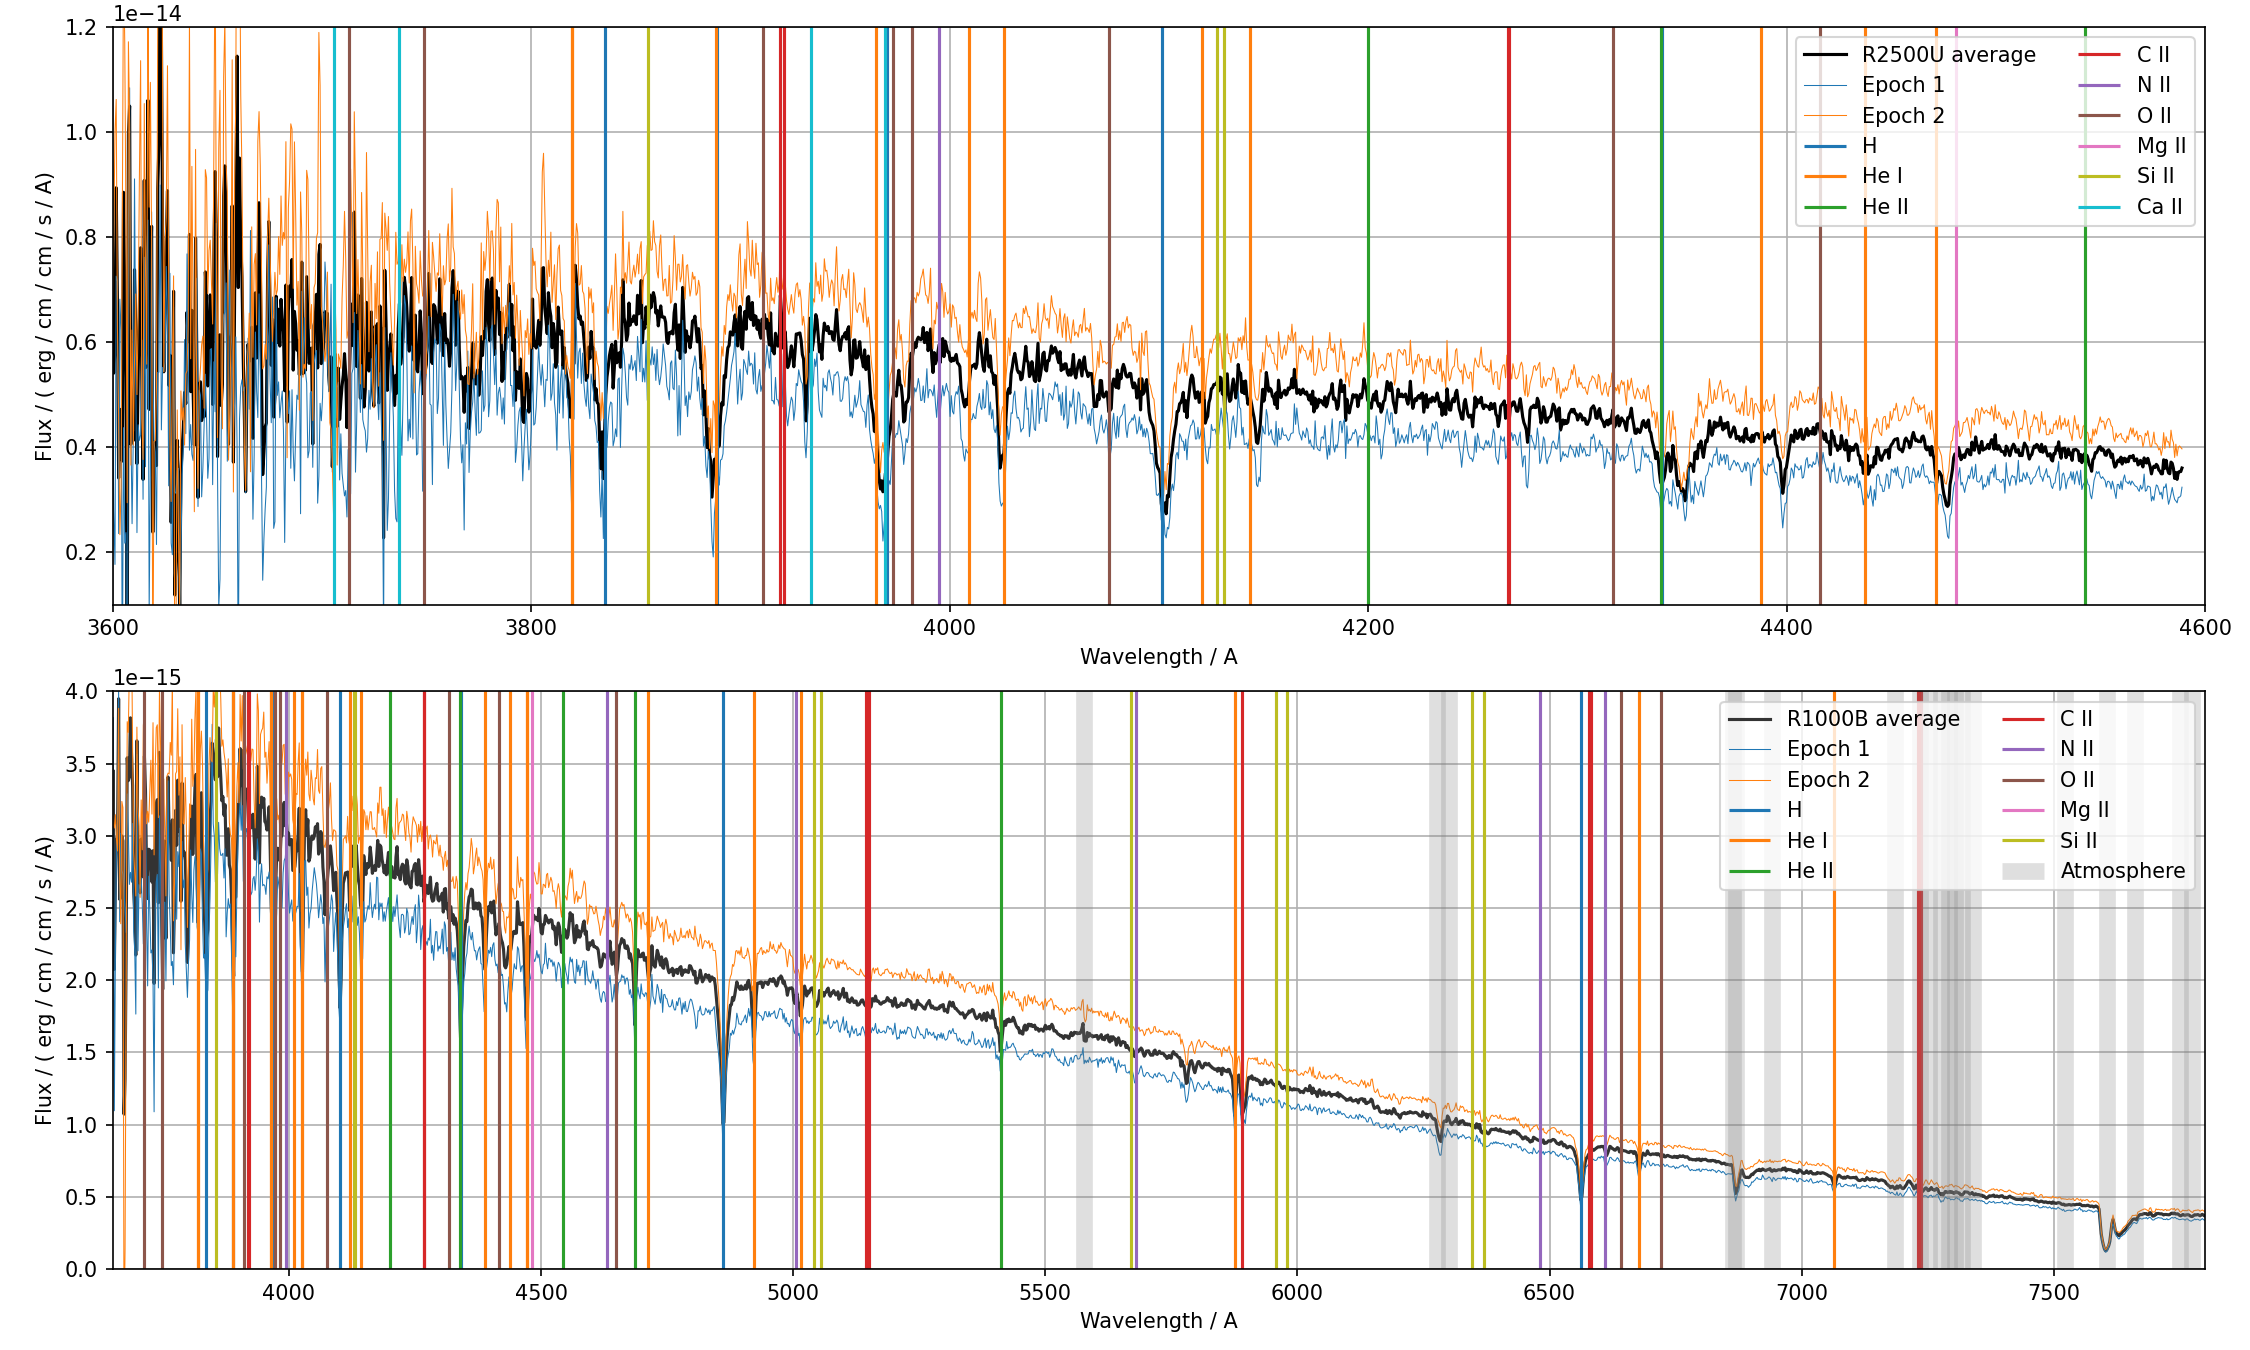 1e−14
1.2
1.0
0.8
0.6
0.4
0.2
Flux / ( erg / cm / cm / s / A)
R2500U average
Epoch 1
Epoch 2
H
He I
He II
C II
N II
O II
Mg II
Si II
Ca II
3600 3800 4000 4200 4400 4600
Wavelength / A
1e−15
4.0
3.5
3.0
2.5
2.0
1.5
1.0
0.5
0.0
Flux / ( erg / cm / cm / s / A)
R1000B average
Epoch 1
Epoch 2
H
He I
He II
C II
N II
O II
Mg II
Si II
Atmosphere
4000 4500 5000 5500 6000 6500 7000 7500
Wavelength / A